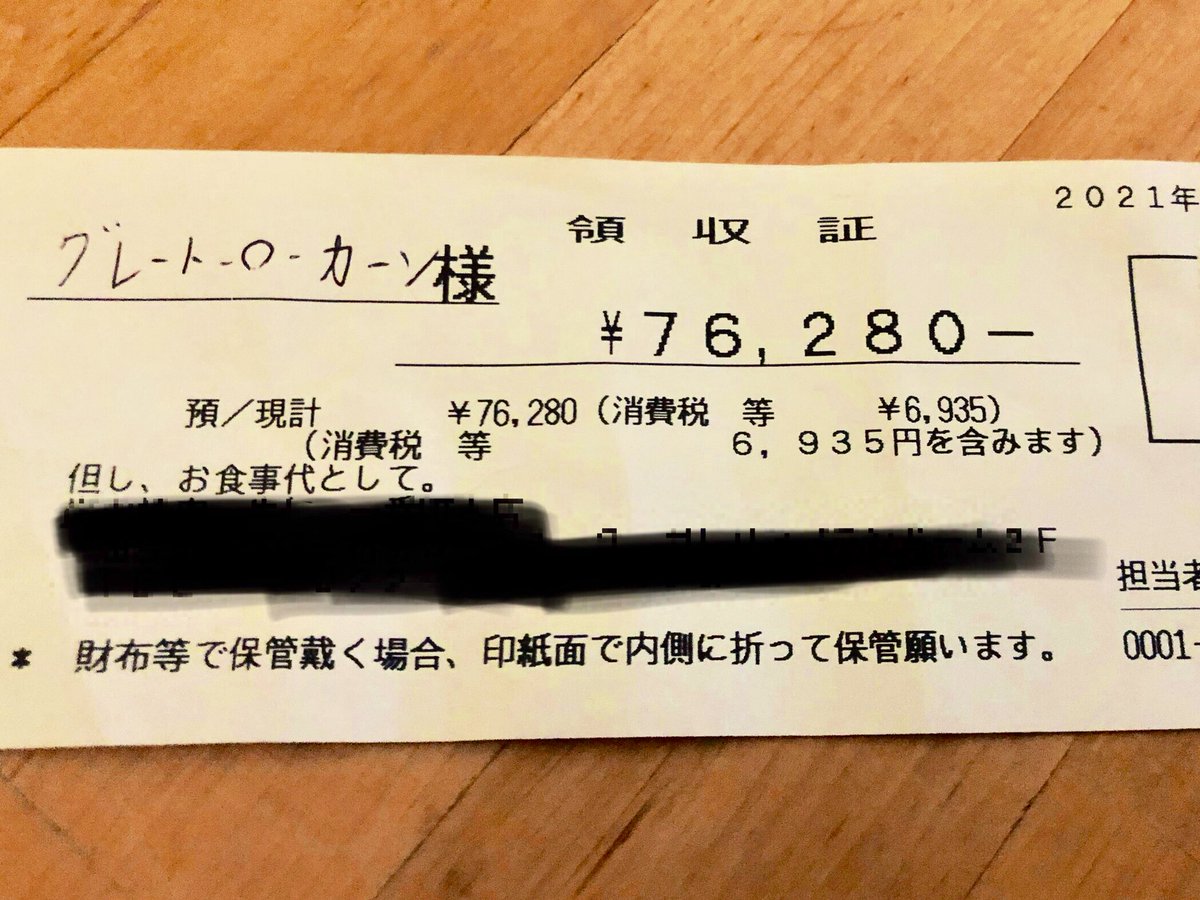 2021年
領収証
グレート-O-カーン様
¥76,280-
預/現計 ¥76,280 (消費税 等 ¥6,935)
(消費税 等 6,935円を含みます)
但し、お食事代として。
2F
担当者
* 財布等で保管戴く場合、印紙面で内側に折って保管願います。
0001-